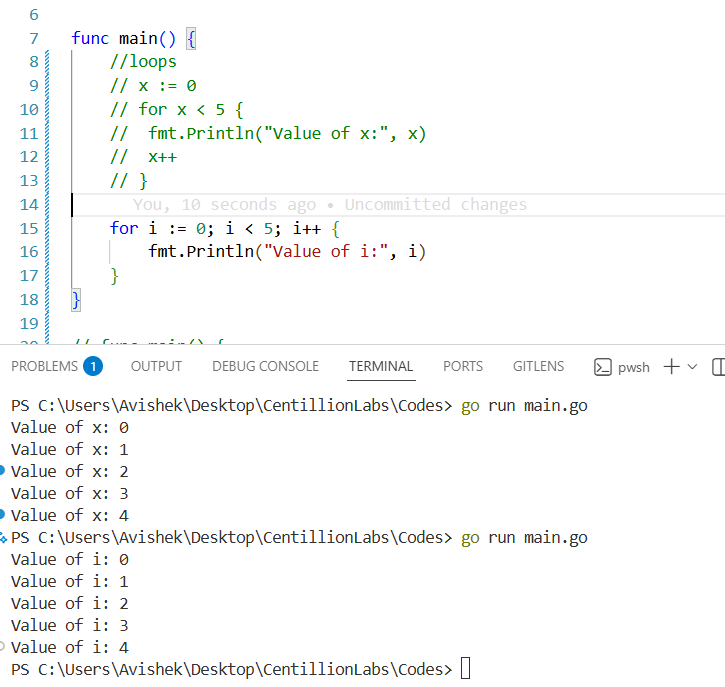 6
7 func main() {
8 //loops
9 // x := 0
10 // for x < 5 {
11 //  fmt.Println("Value of x:", x)
12 //  x++
13 // }
14 You, 10 seconds ago • Uncommitted changes
15 for i := 0; i < 5; i++ {
16 fmt.Println("Value of i:", i)
17 }
18 }
19
PROBLEMS 1 OUTPUT DEBUG CONSOLE TERMINAL PORTS GITLENS pwsh
PS C:\Users\Avishek\Desktop\CentillionLabs\Codes> go run main.go
Value of x: 0
Value of x: 1
Value of x: 2
Value of x: 3
Value of x: 4
PS C:\Users\Avishek\Desktop\CentillionLabs\Codes> go run main.go
Value of i: 0
Value of i: 1
Value of i: 2
Value of i: 3
Value of i: 4
PS C:\Users\Avishek\Desktop\CentillionLabs\Codes>